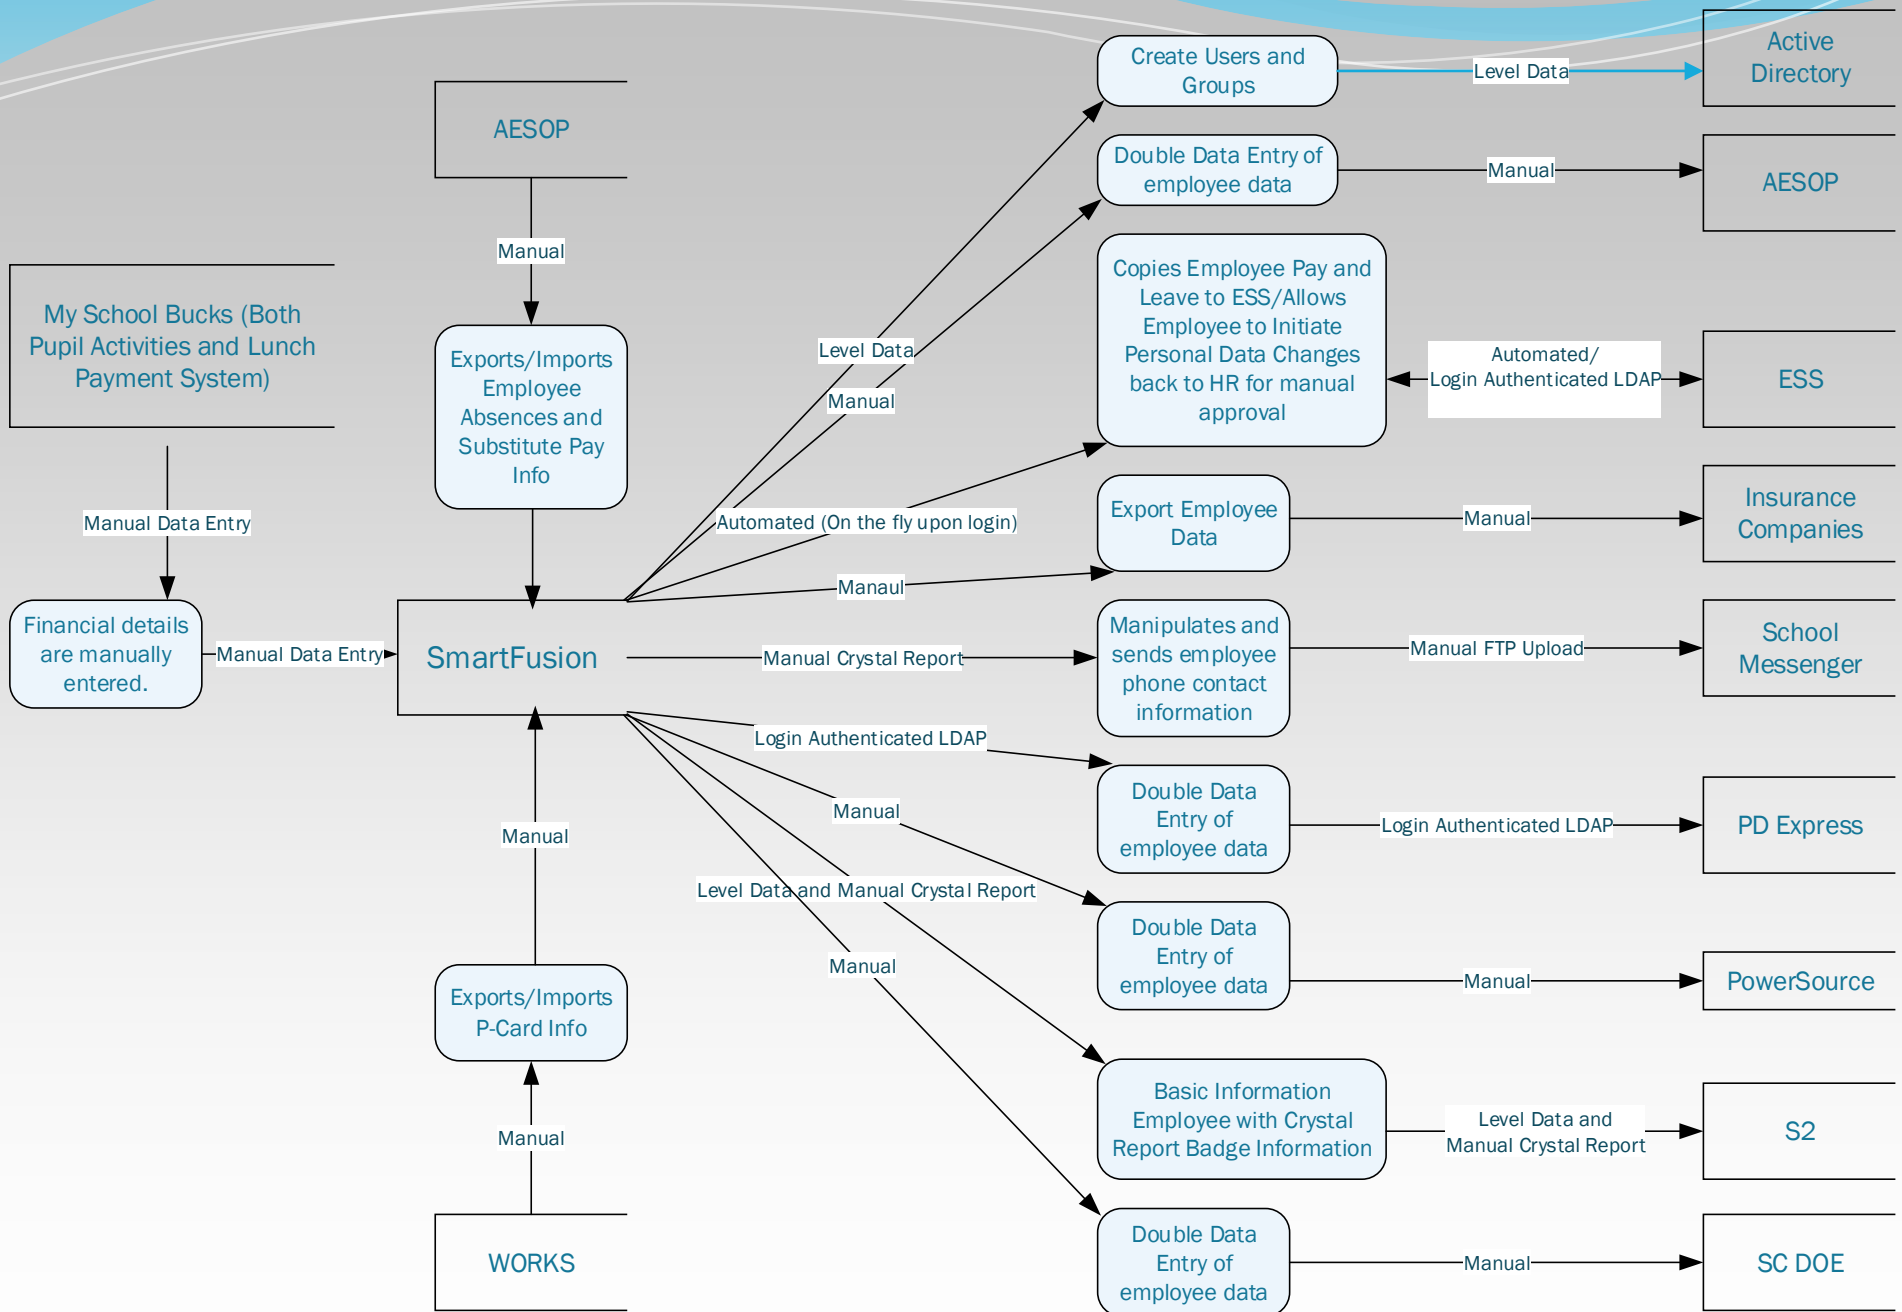 Create Users and
Groups
Level Data
Active
Directory
AESOP
Double Data Entry of
employee data
Manual
AESOP
Manual
My School Bucks (Both
Pupil Activities and Lunch
Payment System)
Exports/Imports
Employee
Absences and
Substitute Pay
Info
Copies Employee Pay and
Leave to ESS/Allows
Employee to Initiate
Personal Data Changes
back to HR for manual
approval
Automated/
Login Authenticated LDAP
ESS
Level Data
Manual
Manual Data Entry
Automated (On the fly upon login)
Export Employee
Data
Manual
Insurance
Companies
Manaul
Financial details
are manually
entered.
Manual Data Entry
SmartFusion
Manual Crystal Report
Manipulates and
sends employee
phone contact
information
Manual FTP Upload
School
Messenger
Login Authenticated LDAP
Double Data
Entry of
employee data
Login Authenticated LDAP
PD Express
Manual
Manual
Level Data and Manual Crystal Report
Double Data
Entry of
employee data
Manual
PowerSource
Manual
Exports/Imports
P-Card Info
Basic Information
Employee with Crystal
Report Badge Information
Level Data and
Manual Crystal Report
S2
Manual
WORKS
Double Data
Entry of
employee data
Manual
SC DOE